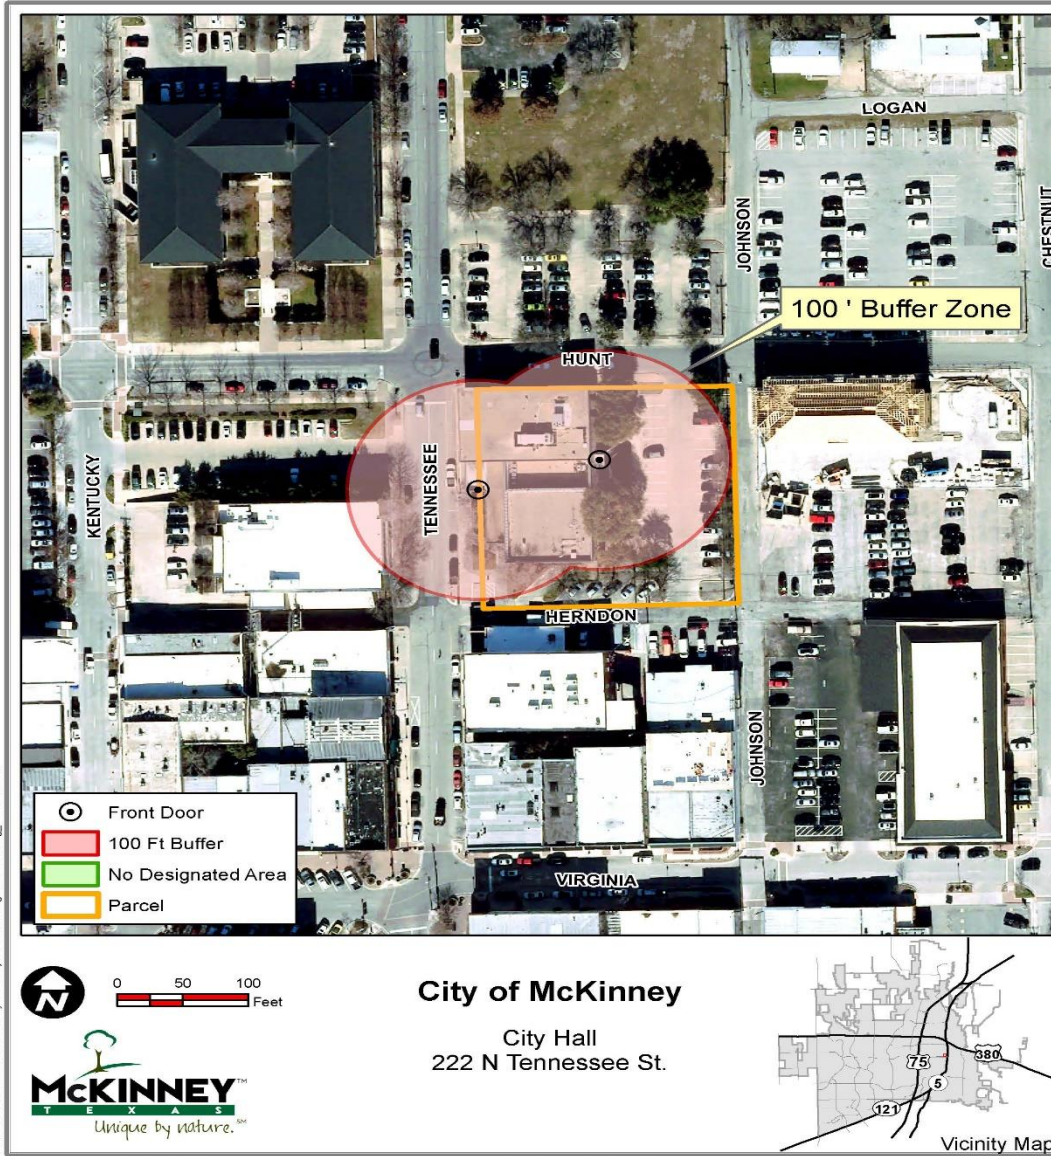 LOGAN
JOHNSON
CHESTNUT
100 ' Buffer Zone
HUNT
KENTUCKY
TENNESSEE
HERNDON
JOHNSON
VIRGINIA
Front Door
100 Ft Buffer
No Designated Area
Parcel
N
0 50 100
Feet
McKINNEY™
TEXAS
Unique by nature.℠
City of McKinney
City Hall
222 N Tennessee St.
75
380
5
121
Vicinity Map